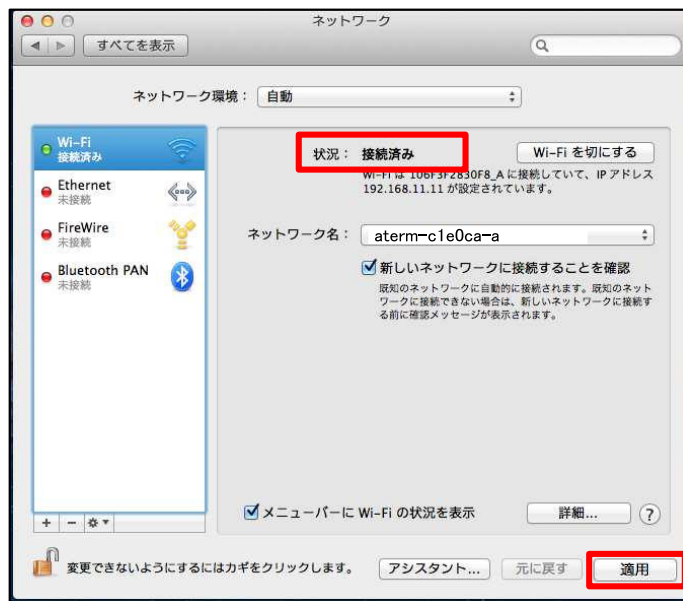 ネットワーク
すべてを表示
ネットワーク環境： 自動
Wi-Fi
接続済み
Ethernet
未接続
FireWire
未接続
Bluetooth PAN
未接続
状況： 接続済み
Wi-Fi を切にする
Wi-Fi は 106F3F2830F8_A に接続していて、IP アドレス
192.168.11.11 が設定されています。
ネットワーク名： aterm-c1e0ca-a
新しいネットワークに接続することを確認
既知のネットワークに自動的に接続されます。既知のネット
ワークに接続できない場合は、新しいネットワークに接続す
る前に確認メッセージが表示されます。
メニューバーに Wi-Fi の状況を表示
詳細...
?
+ −
変更できないようにするにはカギをクリックします。
アシスタント...
元に戻す
適用